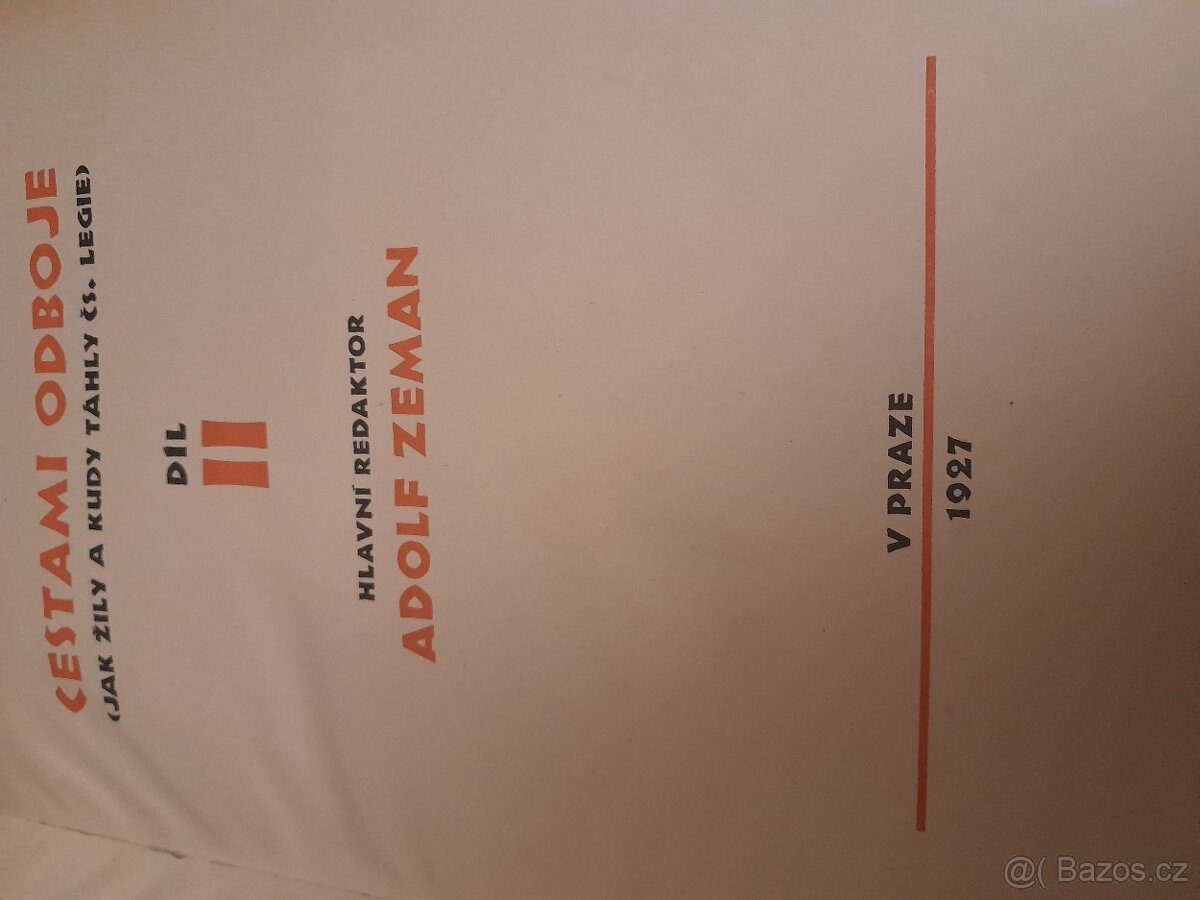 CESTAMI ODBOJE
(JAK ŽILY A KUDY TÁHLY ČS. LEGIE)
DÍL
II
HLAVNÍ REDAKTOR
ADOLF ZEMAN
V PRAZE
1927
@( Bazos.cz